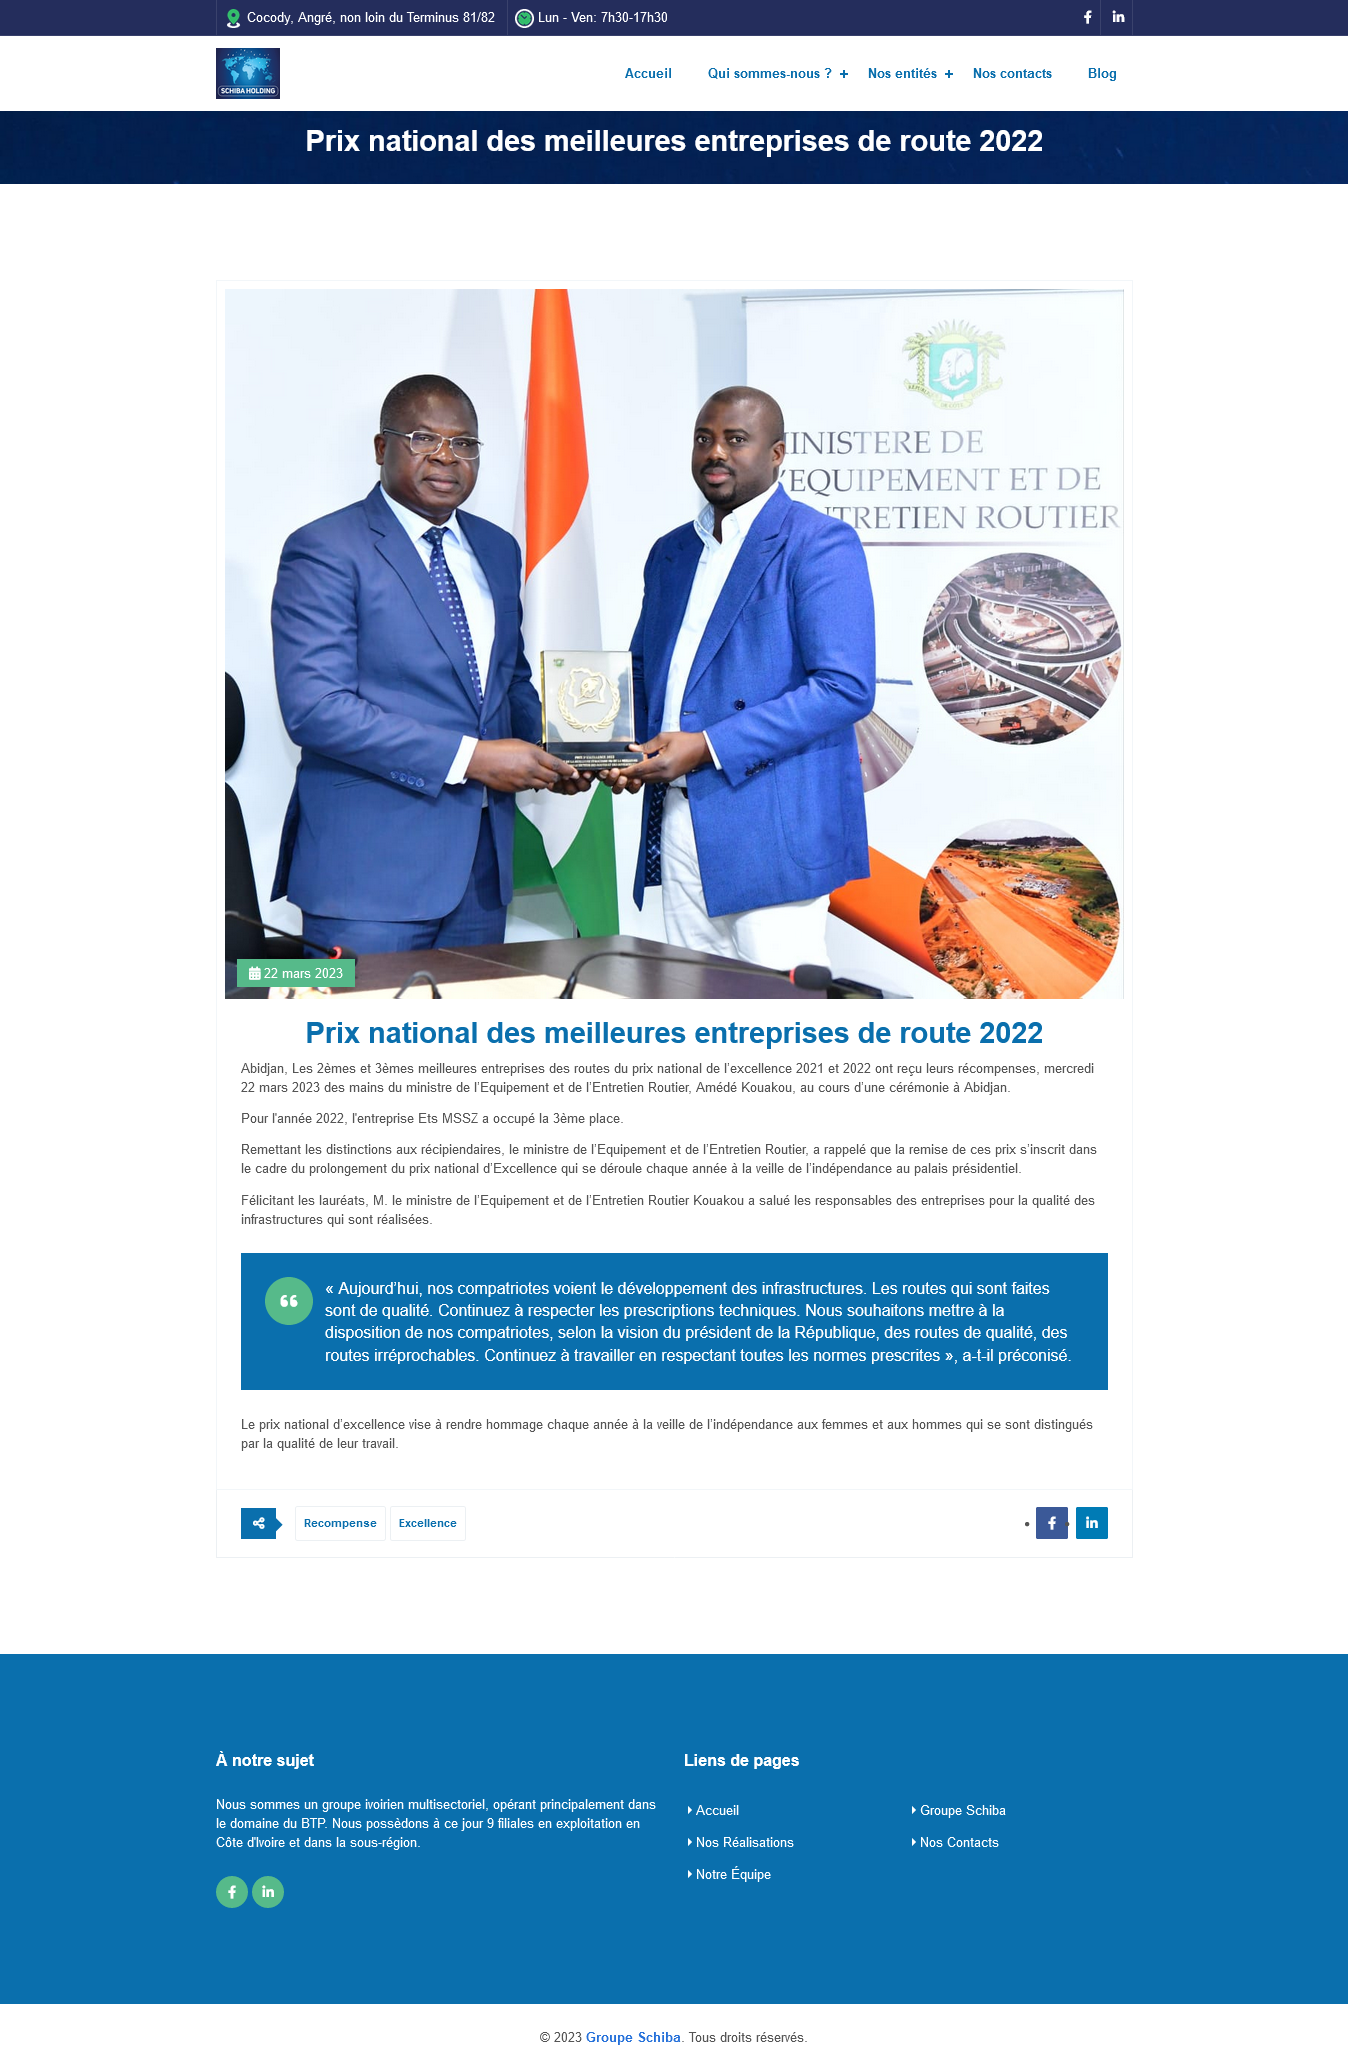 Cocody, Angré, non loin du Terminus 81/82
Lun - Ven: 7h30-17h30
SCHIBA HOLDING
Accueil
Qui sommes-nous ?
Nos entités
Nos contacts
Blog
Prix national des meilleures entreprises de route 2022
INISTERE DE
'EQUIPEMENT ET DE
NTRETIEN ROUTIER
22 mars 2023
Prix national des meilleures entreprises de route 2022
Abidjan, Les 2èmes et 3èmes meilleures entreprises des routes du prix national de l’excellence 2021 et 2022 ont reçu leurs récompenses, mercredi
22 mars 2023 des mains du ministre de l’Equipement et de l’Entretien Routier, Amédé Kouakou, au cours d’une cérémonie à Abidjan.
Pour l'année 2022, l'entreprise Ets MSSZ a occupé la 3ème place.
Remettant les distinctions aux récipiendaires, le ministre de l’Equipement et de l’Entretien Routier, a rappelé que la remise de ces prix s’inscrit dans
le cadre du prolongement du prix national d’Excellence qui se déroule chaque année à la veille de l’indépendance au palais présidentiel.
Félicitant les lauréats, M. le ministre de l’Equipement et de l’Entretien Routier Kouakou a salué les responsables des entreprises pour la qualité des
infrastructures qui sont réalisées.
« Aujourd’hui, nos compatriotes voient le développement des infrastructures. Les routes qui sont faites
sont de qualité. Continuez à respecter les prescriptions techniques. Nous souhaitons mettre à la
disposition de nos compatriotes, selon la vision du président de la République, des routes de qualité, des
routes irréprochables. Continuez à travailler en respectant toutes les normes prescrites », a-t-il préconisé.
Le prix national d’excellence vise à rendre hommage chaque année à la veille de l’indépendance aux femmes et aux hommes qui se sont distingués
par la qualité de leur travail.
Recompense
Excellence
À notre sujet
Nous sommes un groupe ivoirien multisectoriel, opérant principalement dans
le domaine du BTP. Nous possèdons à ce jour 9 filiales en exploitation en
Côte d'Ivoire et dans la sous-région.
Liens de pages
Accueil
Groupe Schiba
Nos Réalisations
Nos Contacts
Notre Équipe
© 2023 Groupe Schiba. Tous droits réservés.